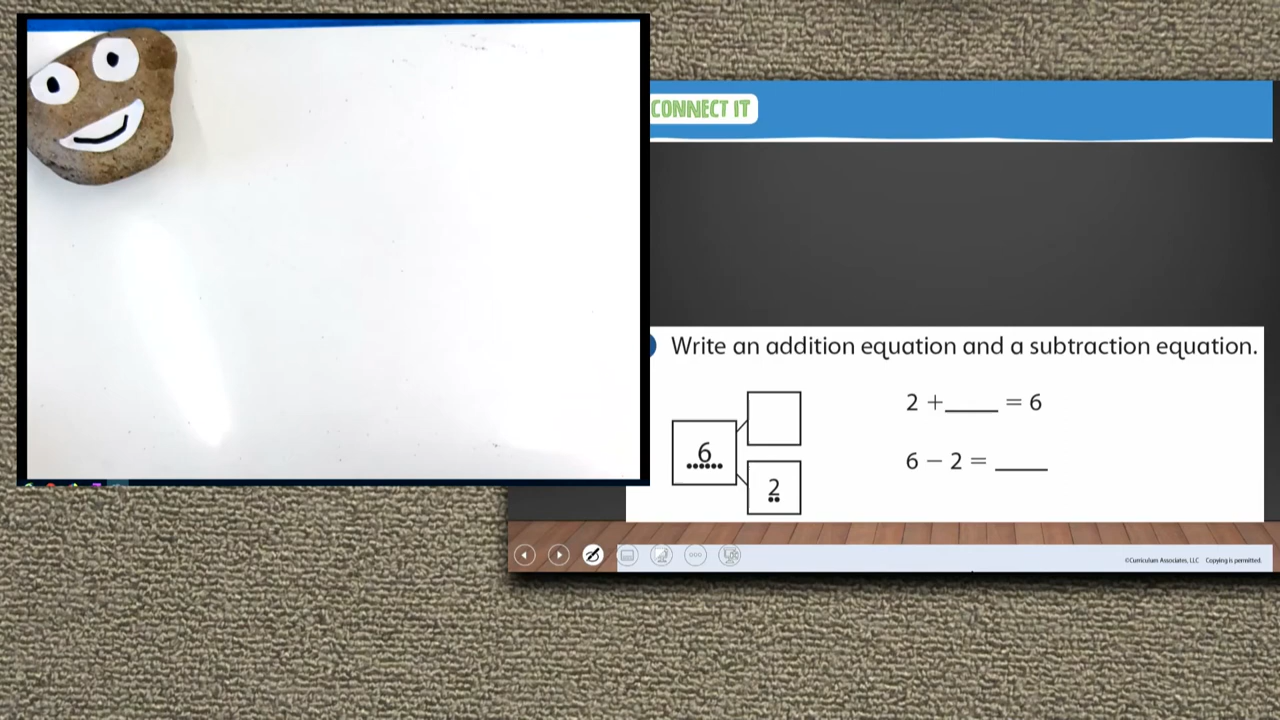 CONNECT IT
Write an addition equation and a subtraction equation.
6
2
2 + ____ = 6
6 − 2 = ____
©Curriculum Associates, LLC Copying is permitted.